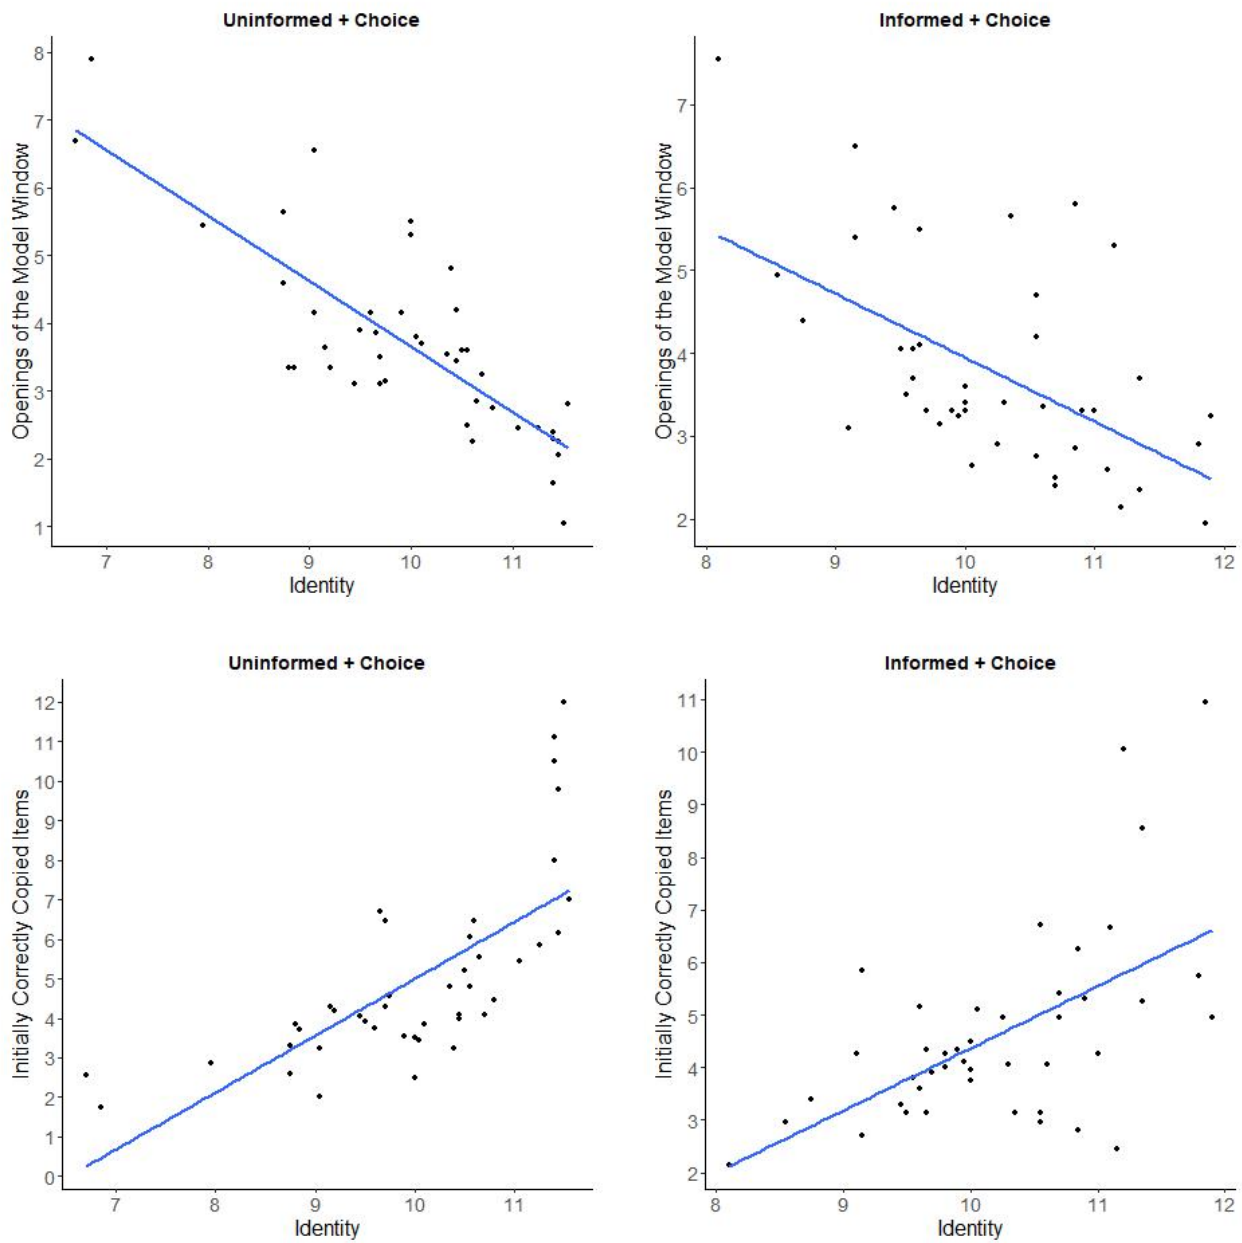 Uninformed + Choice
Openings of the Model Window
8
7
6
5
4
3
2
1
7 8 9 10 11
Identity
Informed + Choice
Openings of the Model Window
7
6
5
4
3
2
8 9 10 11 12
Identity
Uninformed + Choice
Initially Correctly Copied Items
12
11
10
9
8
7
6
5
4
3
2
1
0
7 8 9 10 11
Identity
Informed + Choice
Initially Correctly Copied Items
11
10
9
8
7
6
5
4
3
2
8 9 10 11 12
Identity